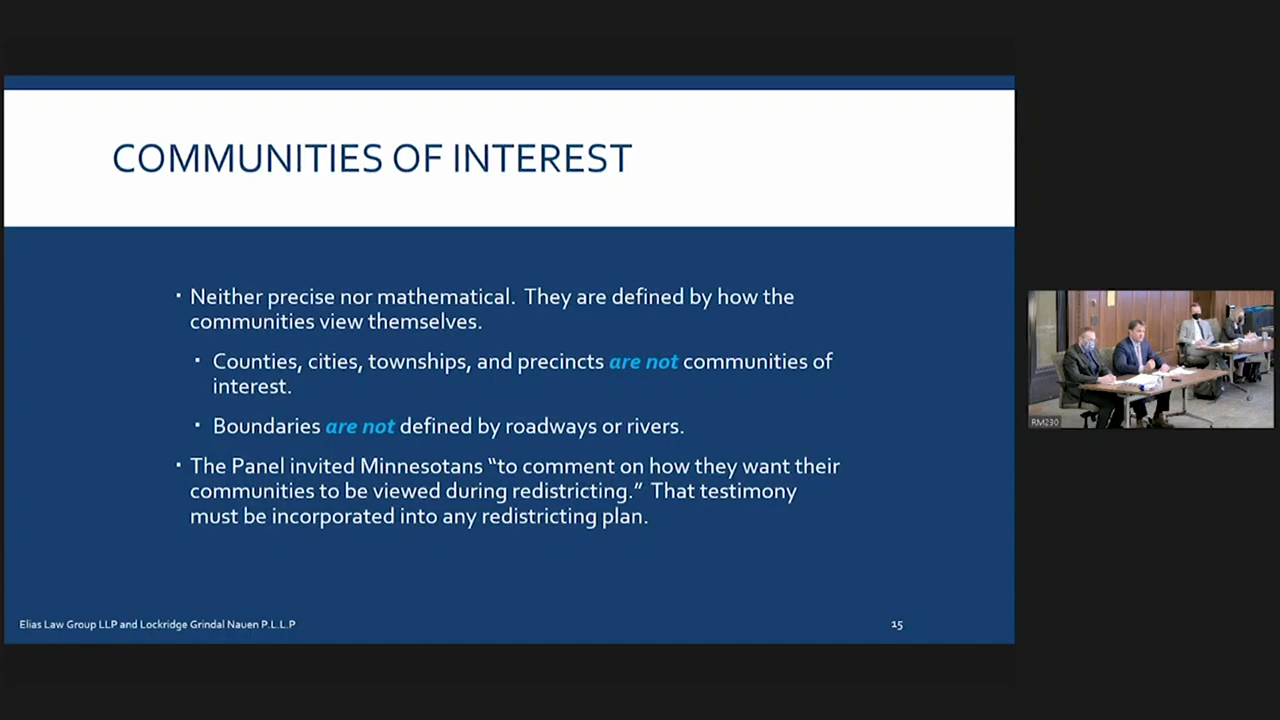 COMMUNITIES OF INTEREST
▪ Neither precise nor mathematical. They are defined by how the
communities view themselves.
▪ Counties, cities, townships, and precincts are not communities of
interest.
▪ Boundaries are not defined by roadways or rivers.
▪ The Panel invited Minnesotans “to comment on how they want their
communities to be viewed during redistricting.” That testimony
must be incorporated into any redistricting plan.
Elias Law Group LLP and Lockridge Grindal Nauen P.L.L.P
15
RM230